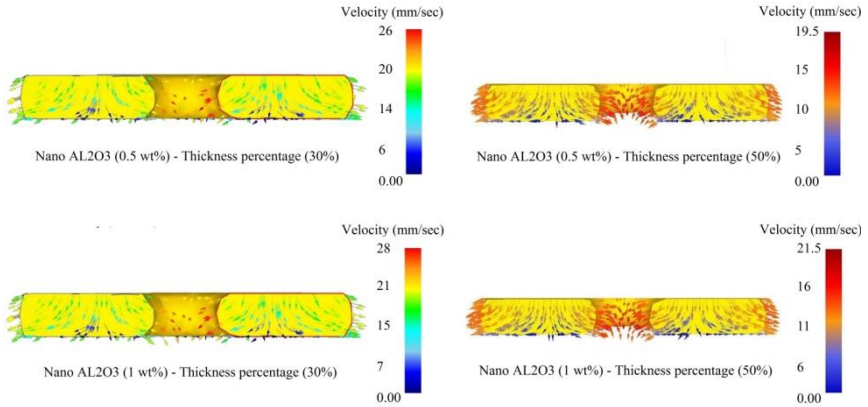 Velocity (mm/sec)
26
20
14
6
0.00
Nano AL2O3 (0.5 wt%) - Thickness percentage (30%)
Velocity (mm/sec)
19.5
15
10
5
0.00
Nano AL2O3 (0.5 wt%) - Thickness percentage (50%)
Velocity (mm/sec)
28
21
15
7
0.00
Nano AL2O3 (1 wt%) - Thickness percentage (30%)
Velocity (mm/sec)
21.5
16
11
6
0.00
Nano AL2O3 (1 wt%) - Thickness percentage (50%)